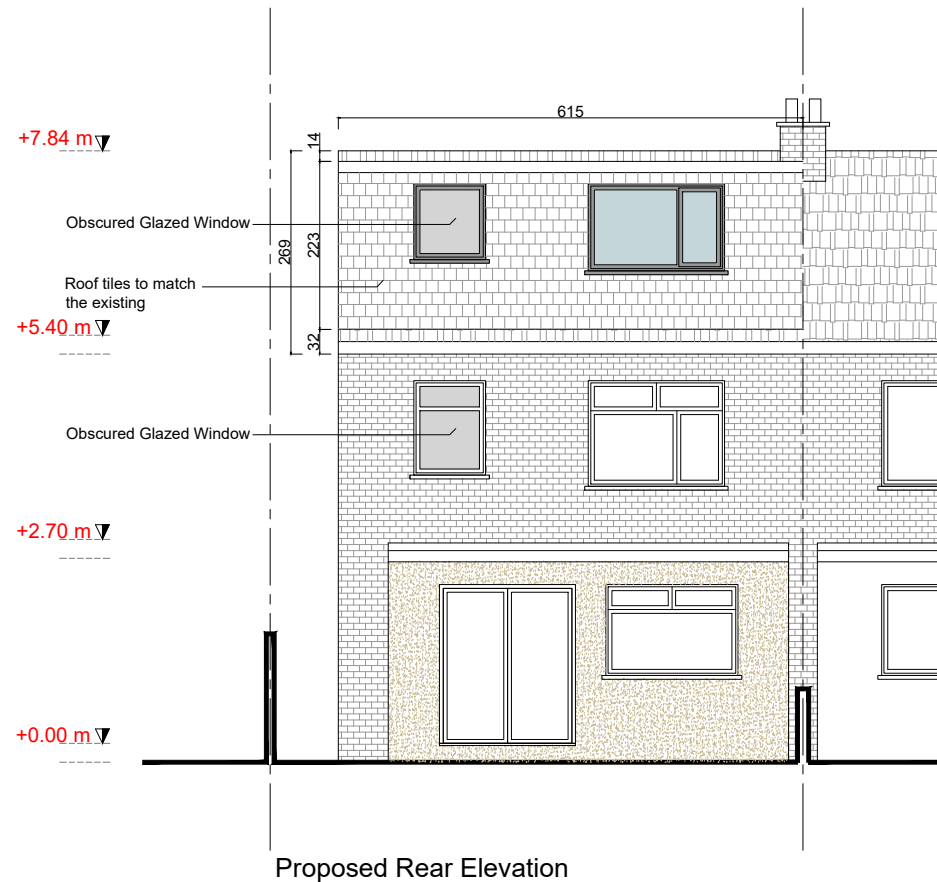 615
+7.84 m
14
Obscured Glazed Window
269
223
Roof tiles to match
the existing
+5.40 m
32
Obscured Glazed Window
+2.70 m
+0.00 m
Proposed Rear Elevation